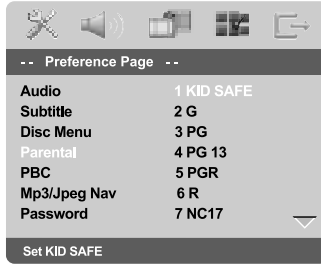 -- Preference Page --
Audio 1 KID SAFE
Subtitle 2 G
Disc Menu 3 PG
Parental 4 PG 13
PBC 5 PGR
Mp3/Jpeg Nav 6 R
Password 7 NC17
Set KID SAFE